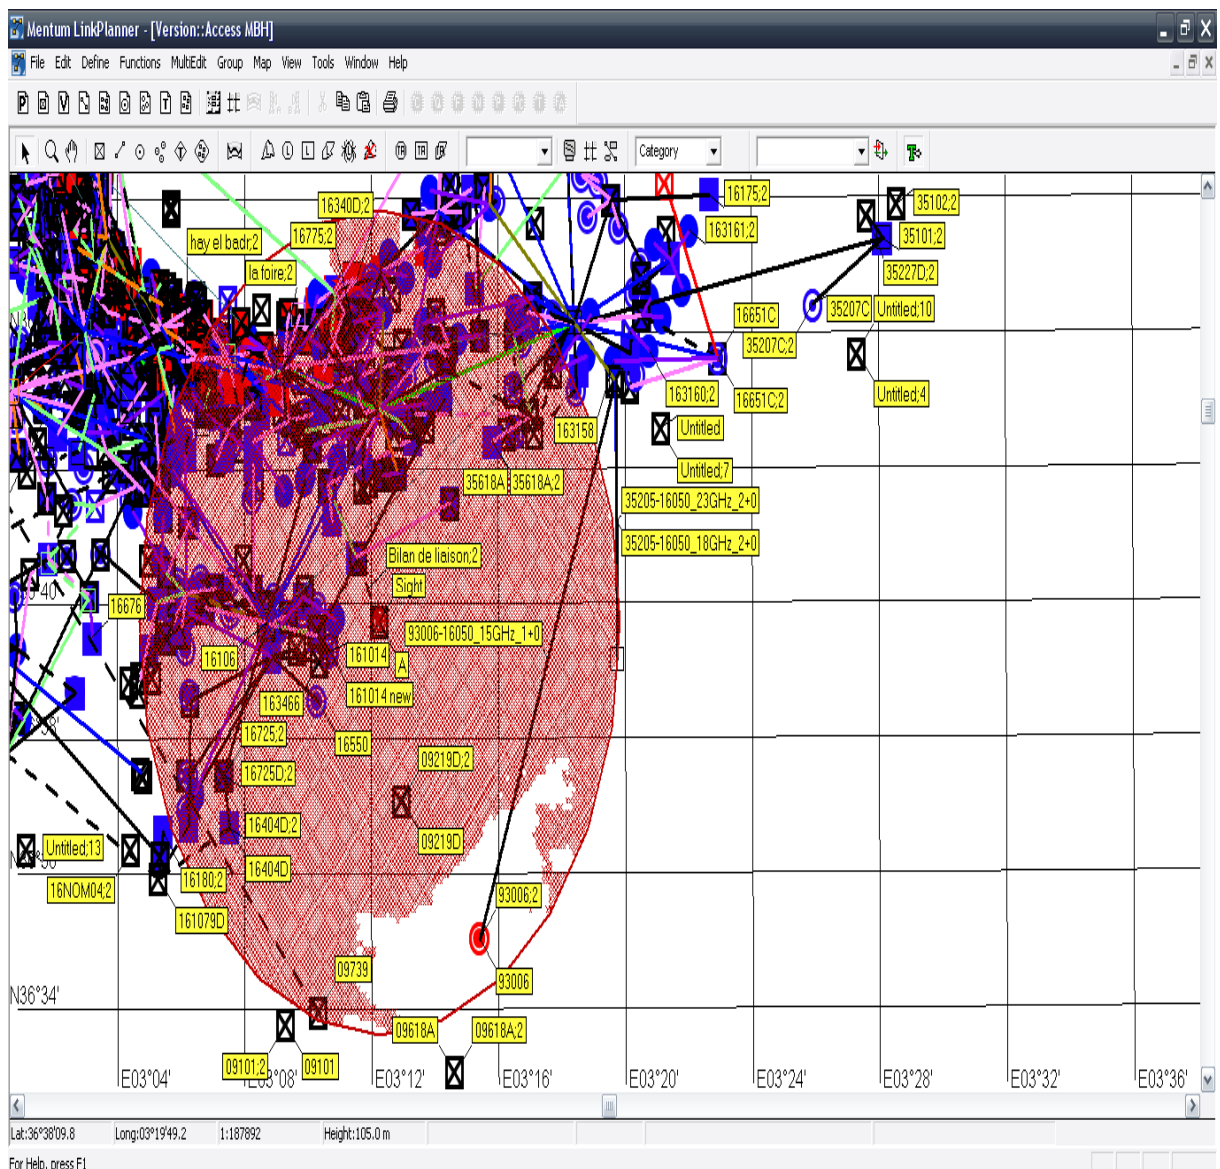 Mentum LinkPlanner - [Version::Access MBH]
File Edit Define Functions MultiEdit Group Map View Tools Window Help
Category
16340D;2
16175;2
35102;2
hay el badr;2
16775;2
163161;2
35101;2
la foire;2
35227D;2
16651C
35207C
Untitled;10
35207C;2
163160;2
16651C;2
Untitled;4
163158
Untitled
Untitled;7
35618A
35618A;2
35205-16050_23GHz_2+0
35205-16050_18GHz_2+0
Bilan de liaison;2
Sight
16676
93006-16050_15GHz_1+0
16106
161014
A
161014 new
163466
16725;2
16550
16725D;2
09219D;2
16404D;2
09219D
Untitled;13
16404D
16NOM04;2
16180;2
161079D
93006;2
09739
93006
N36°34'
09618A
09618A;2
09101;2
09101
E03°04'
E03°08'
E03°12'
E03°16'
E03°20'
E03°24'
E03°28'
E03°32'
E03°36'
Lat:36°38'09.8 Long:03°19'49.2 1:187892 Height:105.0 m
For Help, press F1